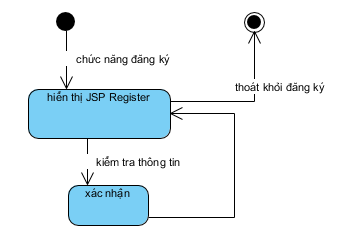 chức năng đăng ký
thoát khỏi đăng ký
hiển thị JSP Register
kiểm tra thông tin
xác nhận